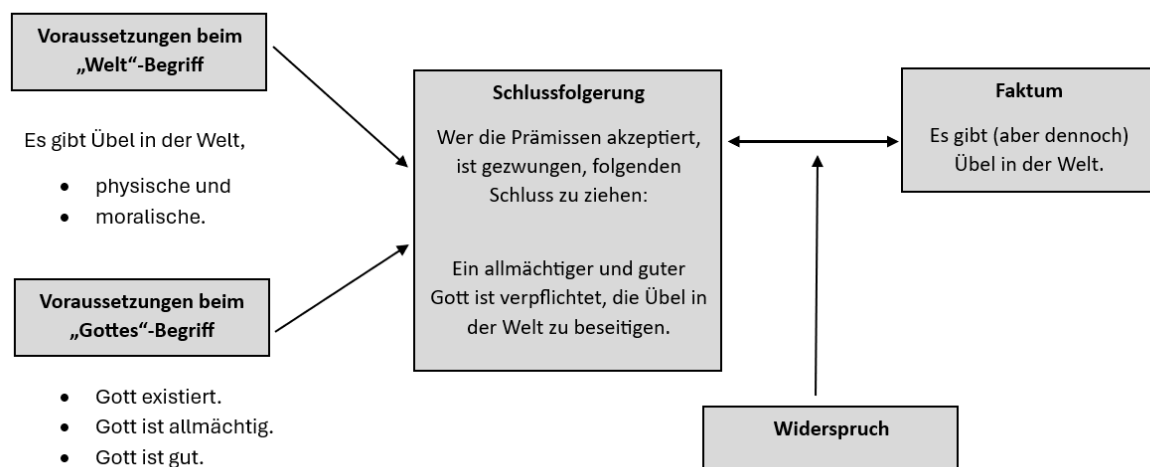 Voraussetzungen beim
„Welt“-Begriff
Es gibt Übel in der Welt,
• physische und
• moralische.
Voraussetzungen beim
„Gottes“-Begriff
• Gott existiert.
• Gott ist allmächtig.
• Gott ist gut.
Schlussfolgerung
Wer die Prämissen akzeptiert,
ist gezwungen, folgenden
Schluss zu ziehen:
Ein allmächtiger und guter
Gott ist verpflichtet, die Übel in
der Welt zu beseitigen.
Faktum
Es gibt (aber dennoch)
Übel in der Welt.
Widerspruch